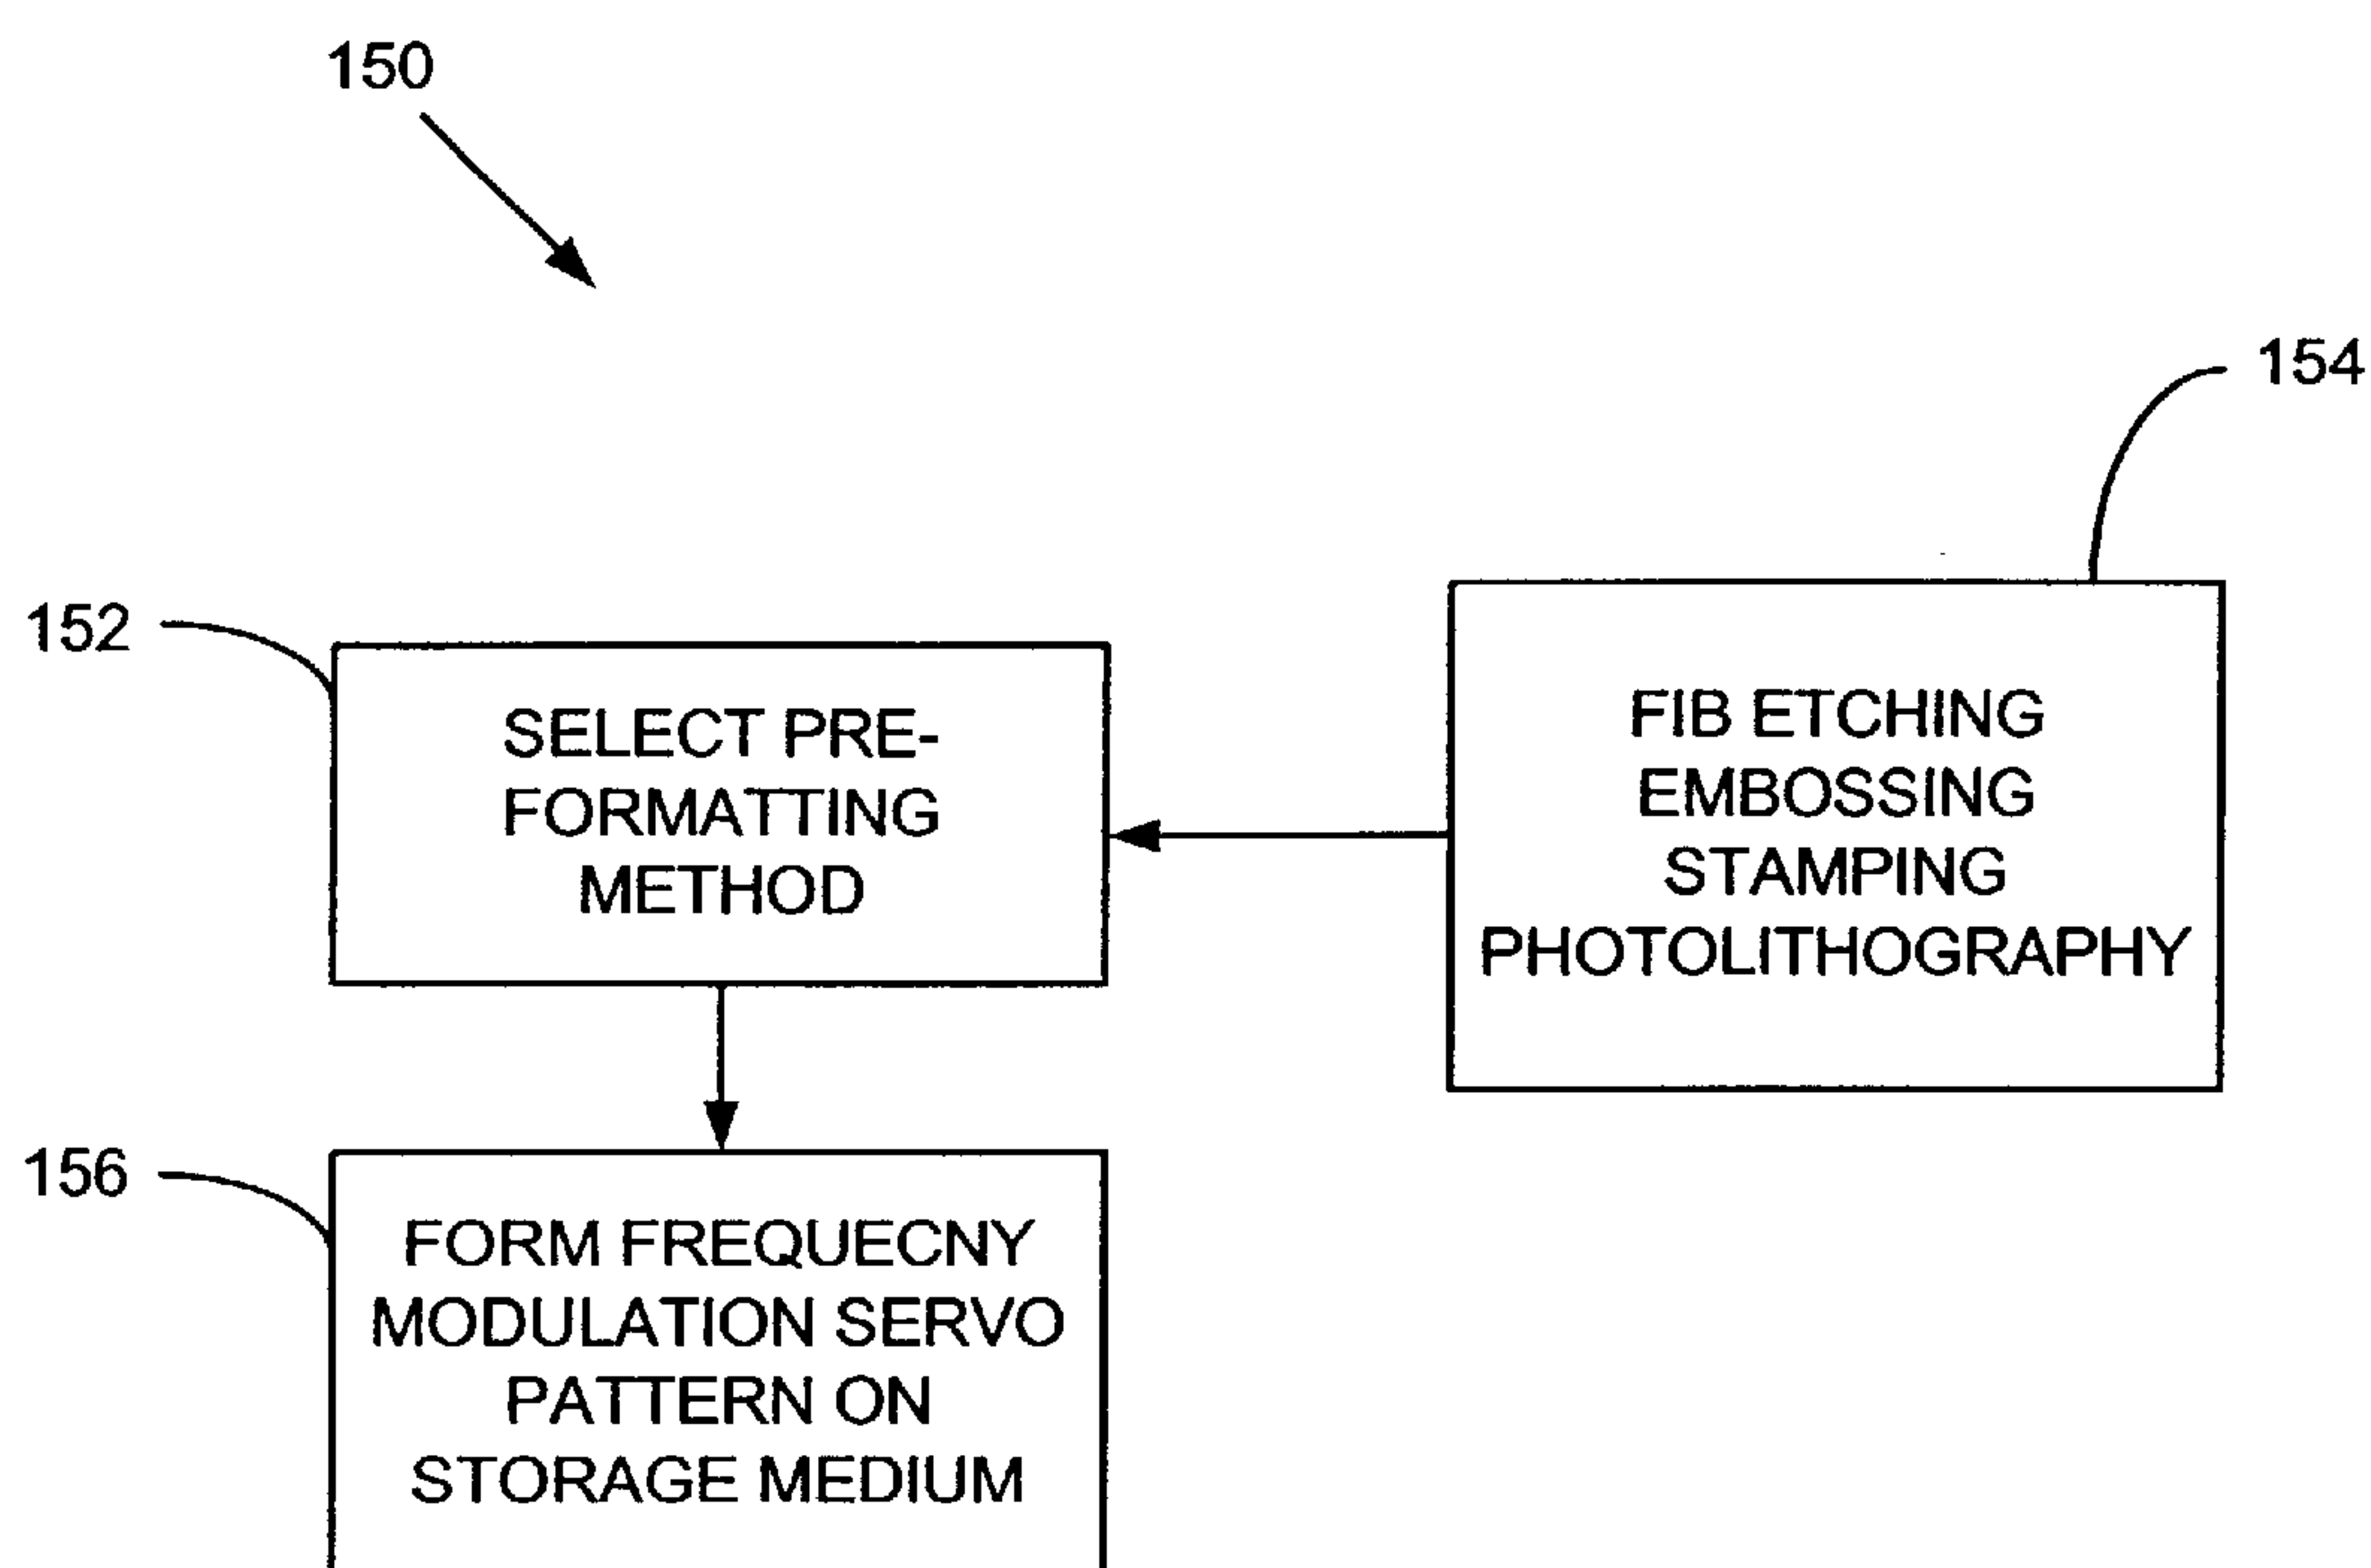 150
154
152
SELECT PRE-
FORMATTING
METHOD
FIB ETCHING
EMBOSSING
STAMPING
PHOTOLITHOGRAPHY
156
FORM FREQUECNY
MODULATION SERVO
PATTERN ON
STORAGE MEDIUM